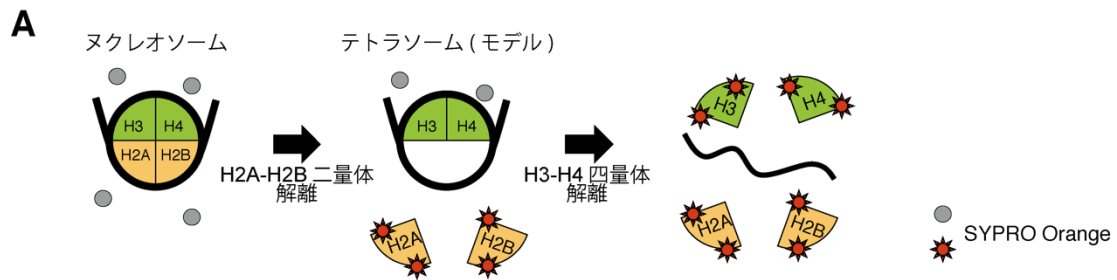 A
ヌクレオソーム
テトラソーム ( モデル )
H3 H4
H2A H2B
H3 H4
H3 H4
H2A-H2B 二量体
解離
H3-H4 四量体
解離
H2A H2B
H2A H2B
SYPRO Orange